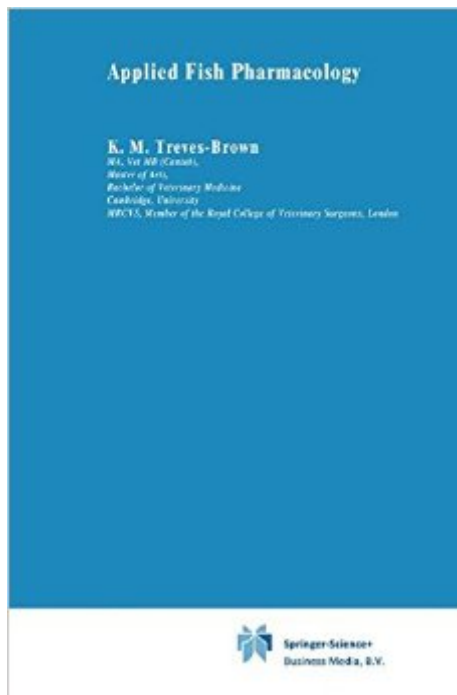 Applied Fish Pharmacology
K. M. Treves-Brown
MA, Vet MB (Cantab),
Master of Arts,
Bachelor of Veterinary Medicine
Cambridge, University
MRCVS, Member of the Royal College of Veterinary Surgeons, London
Springer-Science+
Business Media, B.V.